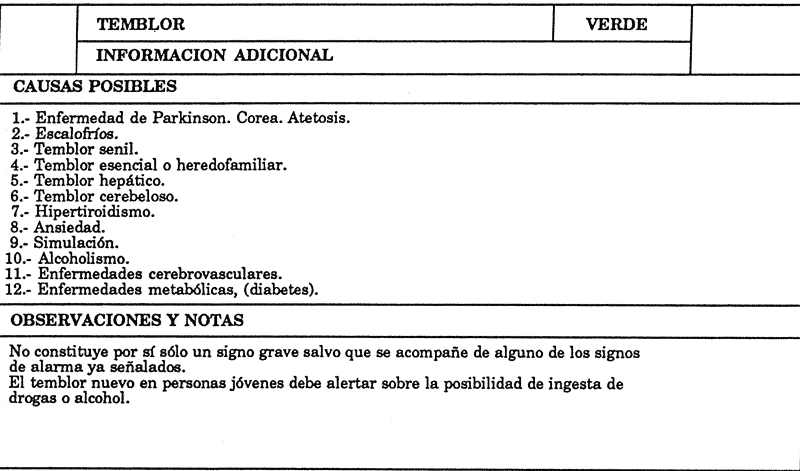 TEMBLOR VERDE
INFORMACION ADICIONAL
CAUSAS POSIBLES
1.- Enfermedad de Parkinson. Corea. Atetosis.
2.- Escalofríos.
3.- Temblor senil.
4.- Temblor esencial o heredofamiliar.
5.- Temblor hepático.
6.- Temblor cerebeloso.
7.- Hipertiroidismo.
8.- Ansiedad.
9.- Simulación.
10.- Alcoholismo.
11.- Enfermedades cerebrovasculares.
12.- Enfermedades metabólicas, (diabetes).
OBSERVACIONES Y NOTAS
No constituye por sí sólo un signo grave salvo que se acompañe de alguno de los signos
de alarma ya señalados.
El temblor nuevo en personas jóvenes debe alertar sobre la posibilidad de ingesta de
drogas o alcohol.